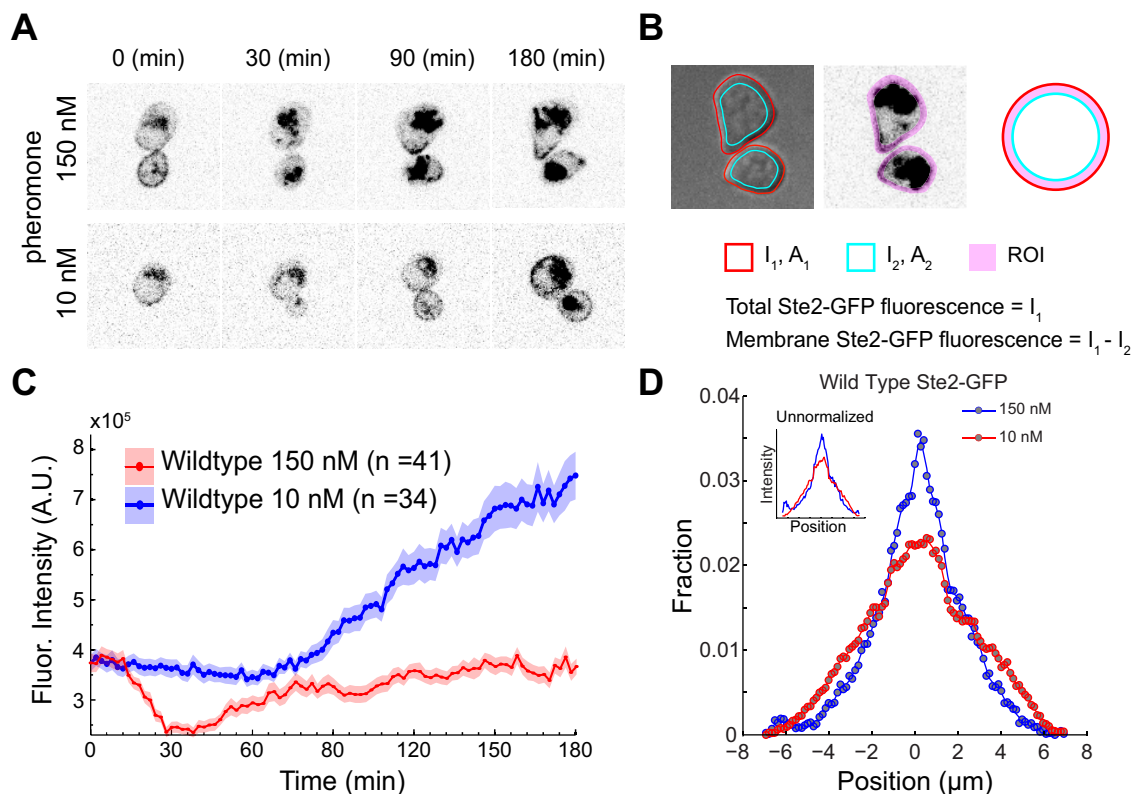 A
0 (min) 30 (min) 90 (min) 180 (min)
pheromone
150 nM
10 nM
B
I1, A1 I2, A2 ROI
Total Ste2-GFP fluorescence = I1
Membrane Ste2-GFP fluorescence = I1 - I2
C
x10⁵
Fluor. Intensity (A.U.)
7
6
5
4
3
Wildtype 150 nM (n =41)
Wildtype 10 nM (n =34)
0 30 60 90 120 150 180
Time (min)
D
Wild Type Ste2-GFP
150 nM
10 nM
Unnormalized
Intensity
Position
Fraction
0.04
0.03
0.02
0.01
0
−8 −6 −4 −2 0 2 4 6 8
Position (µm)